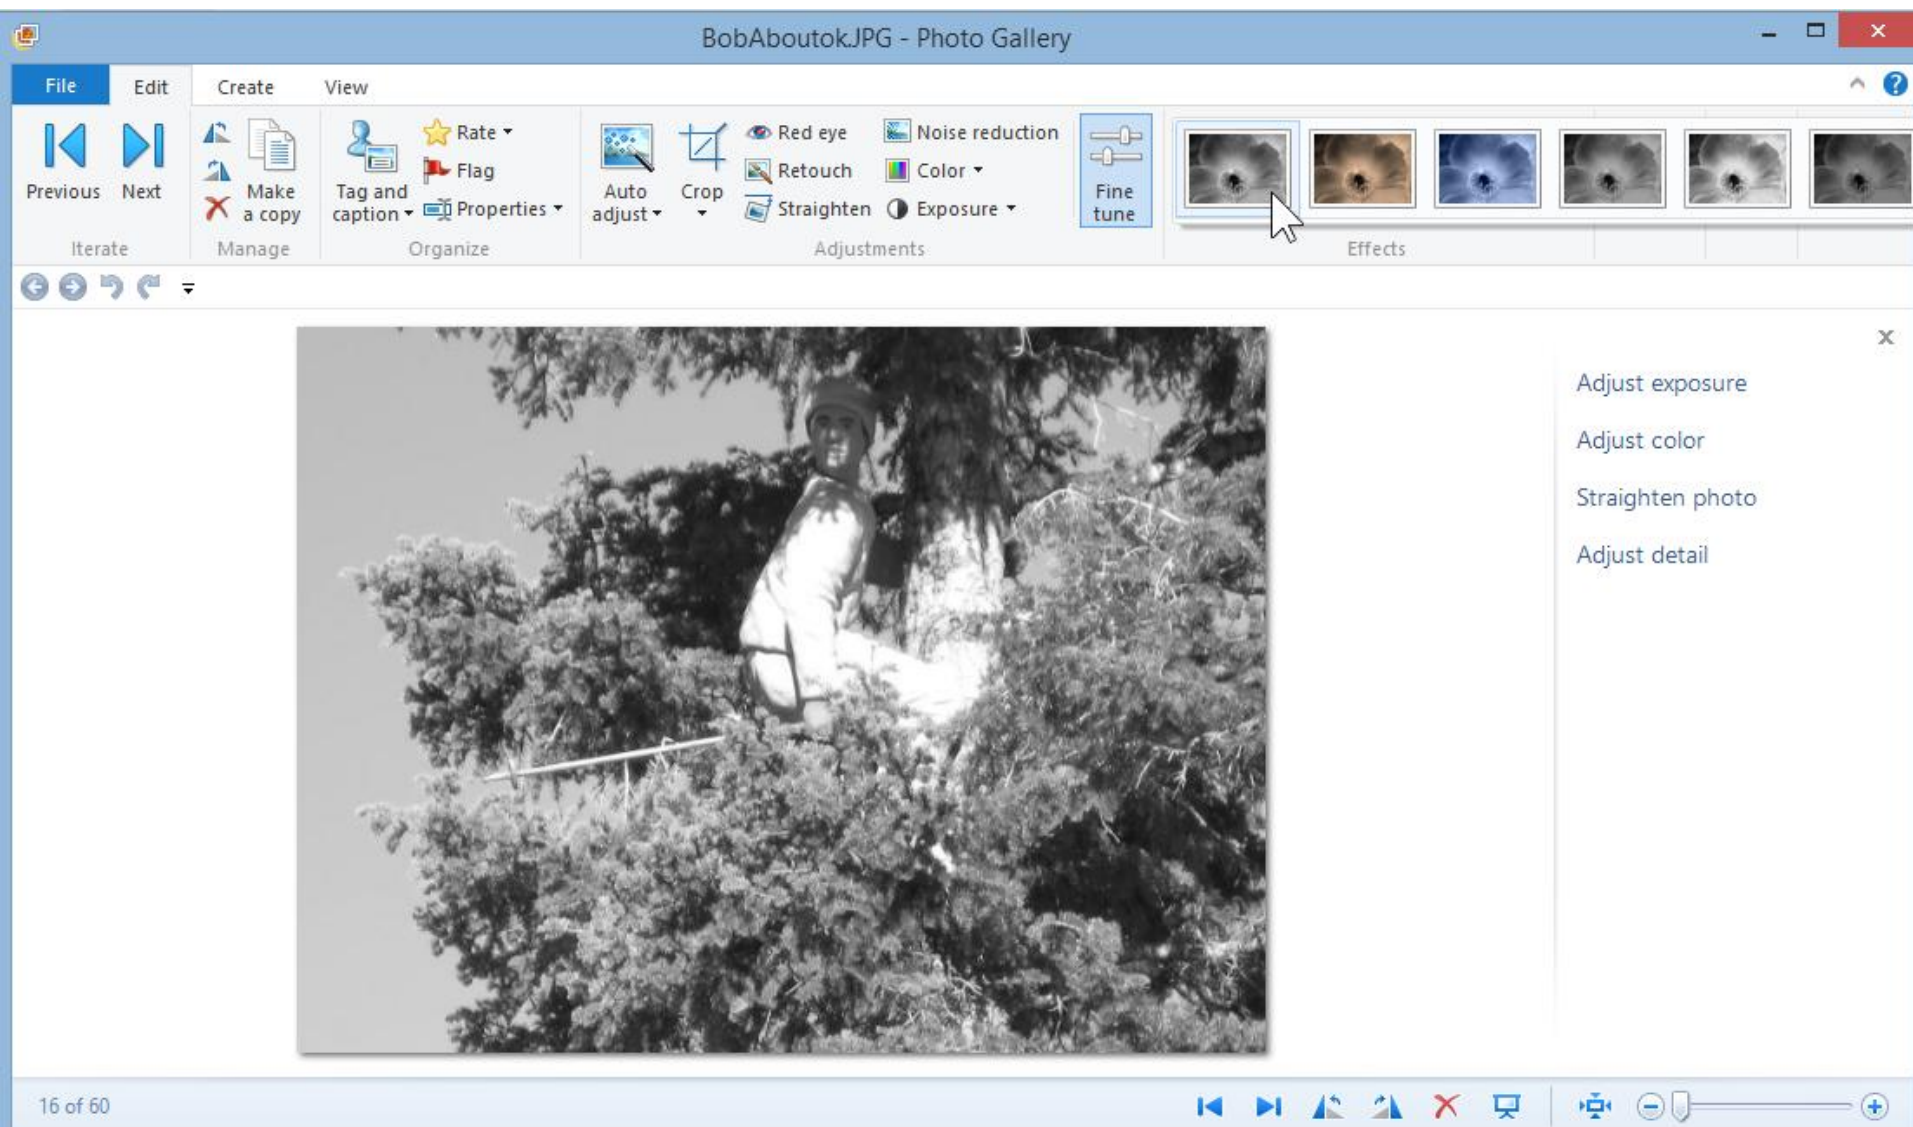 BobAboutok.JPG - Photo Gallery
File Edit Create View
Previous Next
Make
a copy
Tag and
caption
Rate
Flag
Properties
Auto
adjust
Crop
Red eye
Retouch
Straighten
Noise reduction
Color
Exposure
Fine
tune
Iterate Manage Organize Adjustments Effects
Adjust exposure
Adjust color
Straighten photo
Adjust detail
16 of 60